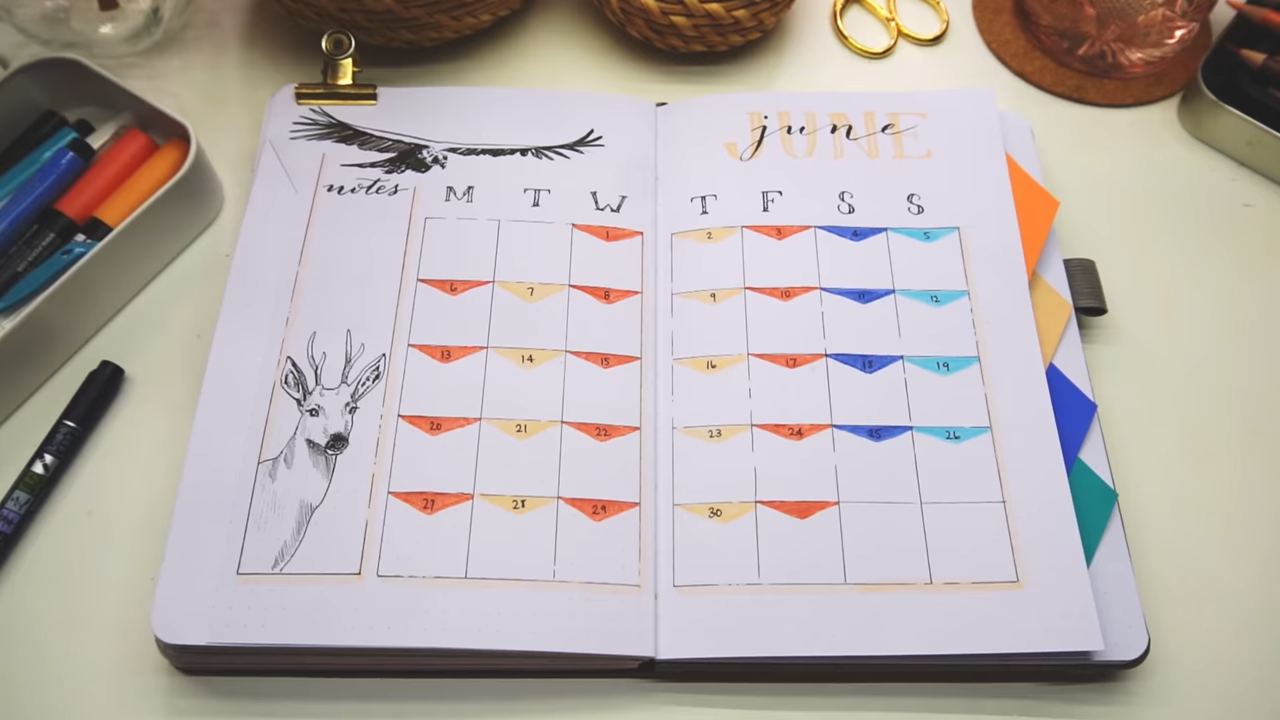 june
JUNE
notes
M T W T F S S
1 2 3 4 5
6 7 8 9 10 11 12
13 14 15 16 17 18 19
20 21 22 23 24 25 26
27 28 29 30